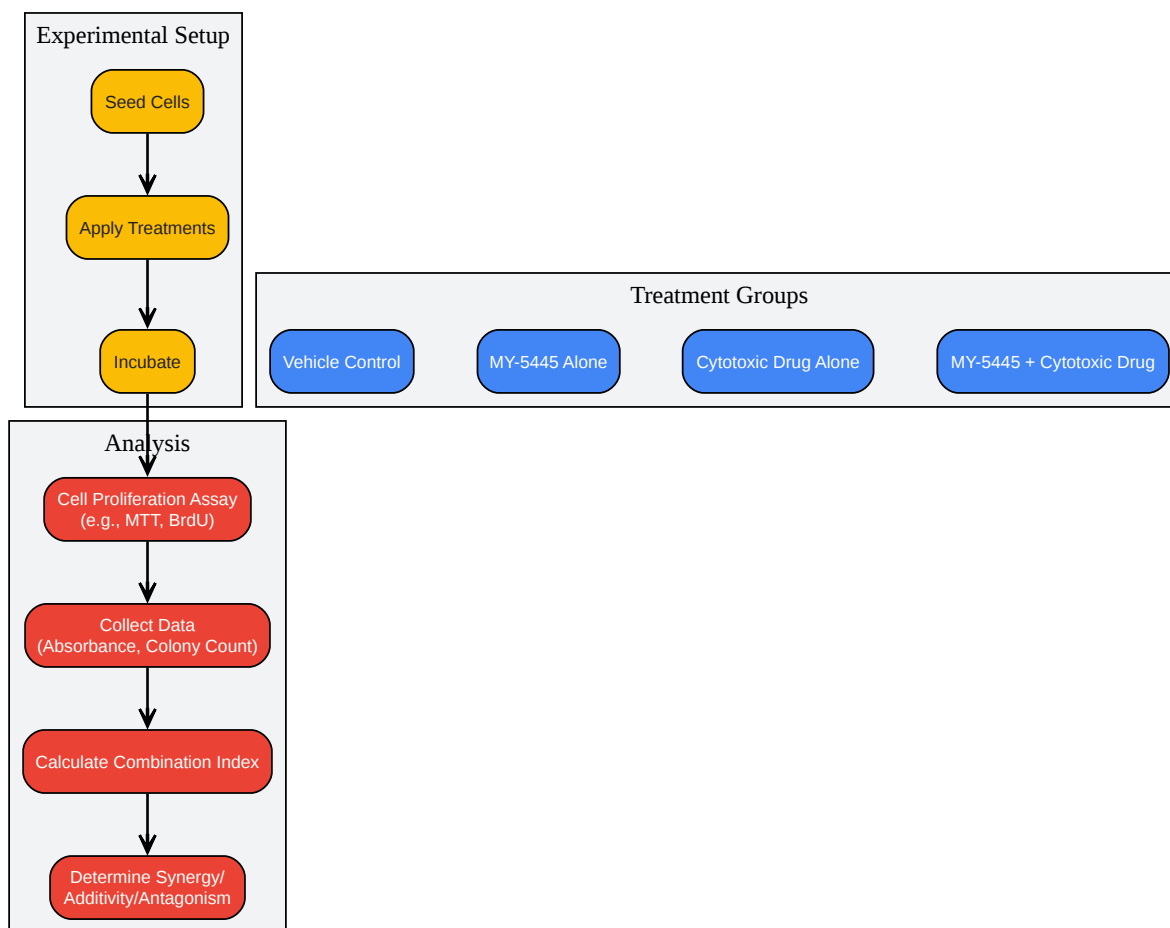 Experimental Setup
Seed Cells
Apply Treatments
Incubate
Treatment Groups
Vehicle Control
MY-5445 Alone
Cytotoxic Drug Alone
MY-5445 + Cytotoxic Drug
Analysis
Cell Proliferation Assay
(e.g., MTT, BrdU)
Collect Data
(Absorbance, Colony Count)
Calculate Combination Index
Determine Synergy/
Additivity/Antagonism